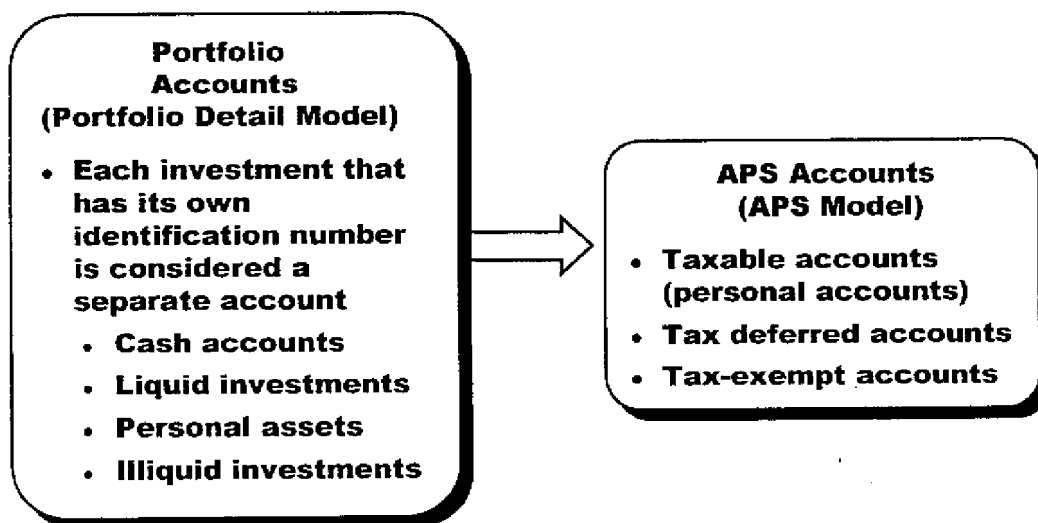 Portfolio
Accounts
(Portfolio Detail Model)
• Each investment that
has its own
identification number
is considered a
separate account
• Cash accounts
• Liquid investments
• Personal assets
• Illiquid investments
APS Accounts
(APS Model)
• Taxable accounts
(personal accounts)
• Tax deferred accounts
• Tax-exempt accounts